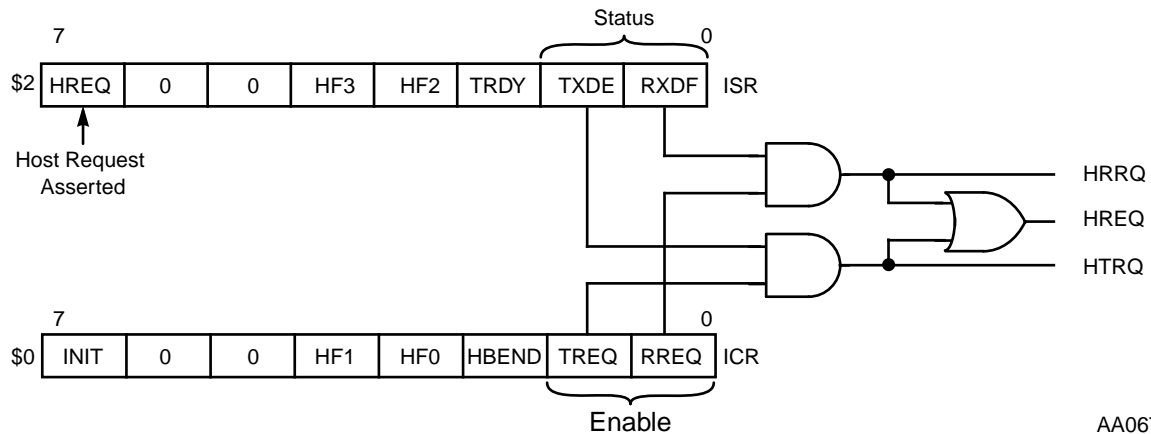 Status
7 0
$2 HREQ 0 0 HF3 HF2 TRDY TXDE RXDF ISR
Host Request
Asserted
HRRQ
HREQ
HTRQ
7 0
$0 INIT 0 0 HF1 HF0 HBEND TREQ RREQ ICR
Enable